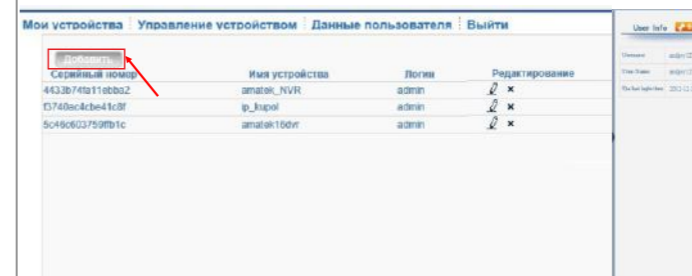 Мои устройства Управление устройством Данные пользователя Выйти
User Info
Добавить
Серийный номер Имя устройства Логин Редактирование
4433b74fa11ebba2 amatek_NVR admin
f3740ac4cbe41c8f ip_kupol admin
5c46c603759ffb1c amatek16dvr admin